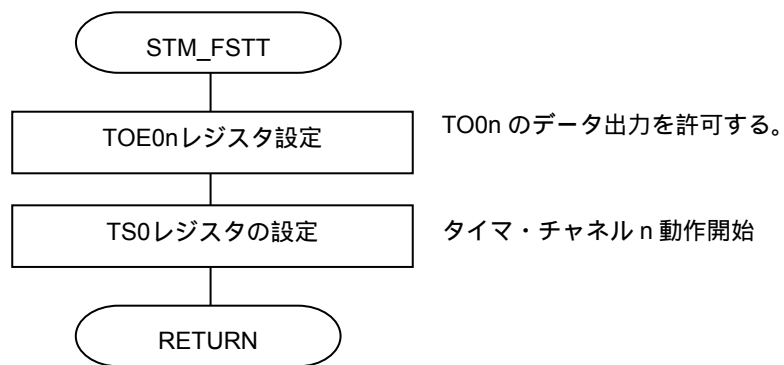 STM_FSTT
TOE0nレジスタ設定
TO0n のデータ出力を許可する。
TS0レジスタの設定
タイマ・チャネル n 動作開始
RETURN